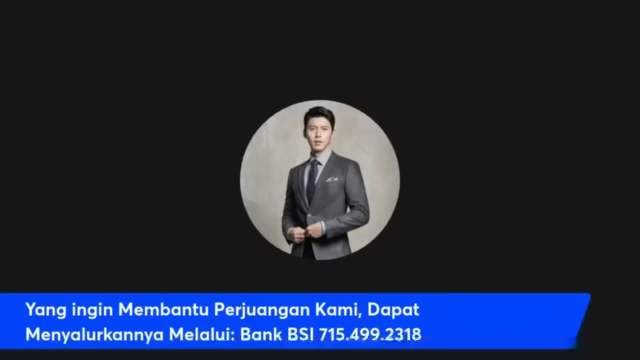 Yang ingin Membantu Perjuangan Kami, Dapat
Menyalurkannya Melalui: Bank BSI 715.499.2318